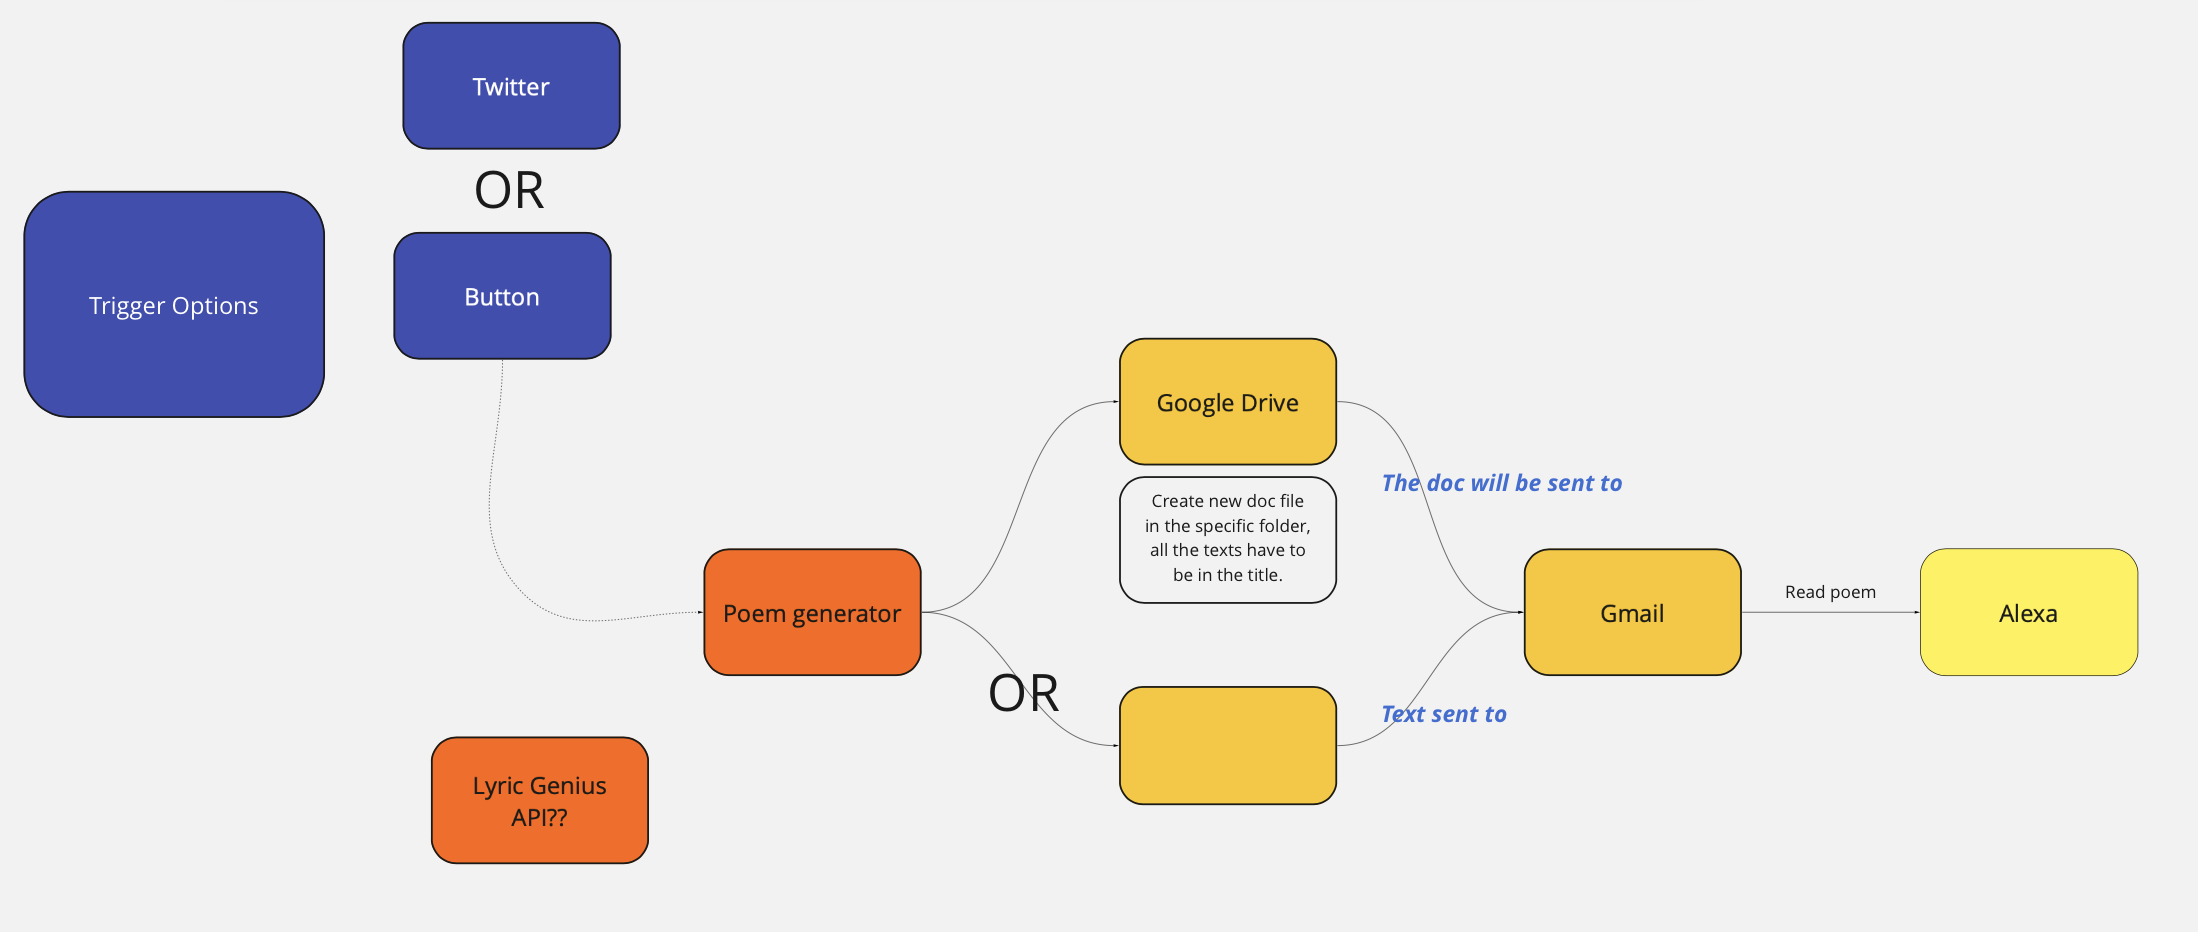 Twitter
OR
Trigger Options
Button
Google Drive
The doc will be sent to
Create new doc file
in the specific folder,
all the texts have to
be in the title.
Poem generator
Gmail
Read poem
Alexa
OR
Text sent to
Lyric Genius
API??